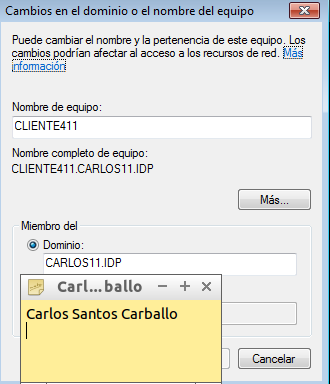 Cambios en el dominio o el nombre del equipo
Puede cambiar el nombre y la pertenencia de este equipo. Los
cambios podrían afectar al acceso a los recursos de red. Más
información
Nombre de equipo:
CLIENTE411
Nombre completo de equipo:
CLIENTE411.CARLOS11.IDP
Más...
Miembro del
Dominio:
CARLOS11.IDP
Carl...ballo
Carlos Santos Carballo
Cancelar